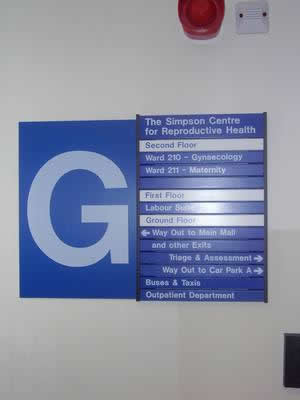 G
The Simpson Centre
for Reproductive Health
Second Floor
Ward 210 - Gynaecology
Ward 211 - Maternity
First Floor
Labour Suite
Ground Floor
Way Out to Main Mall
and other Exits
Triage & Assessment
Way Out to Car Park A
Buses & Taxis
Outpatient Department